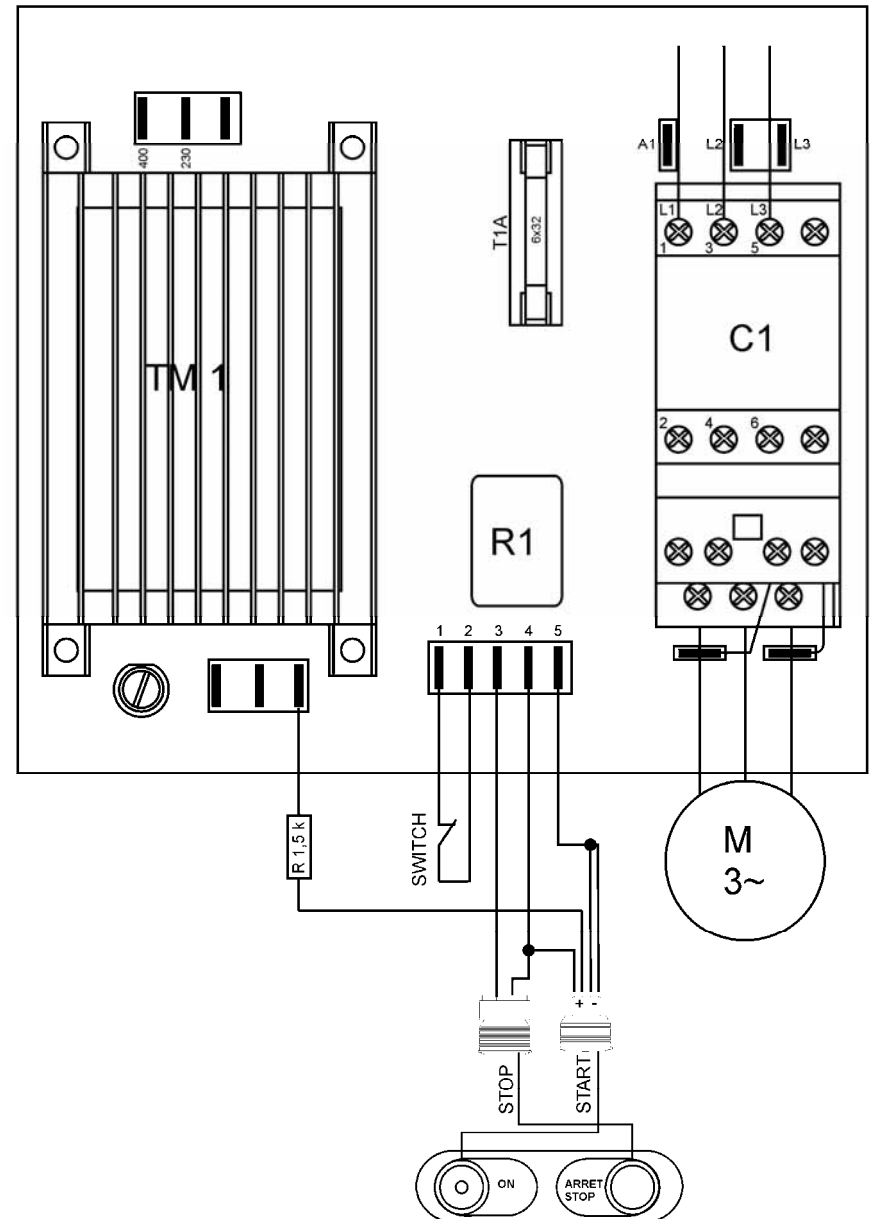 400
230
T1A
6x32
A1
L2
L3
L1 L2 L3
1 3 5
C1
TM 1
2 4 6
R1
1 2 3 4 5
R 1,5 k
SWITCH
M
3~
+ -
STOP
START
ON
ARRET
STOP